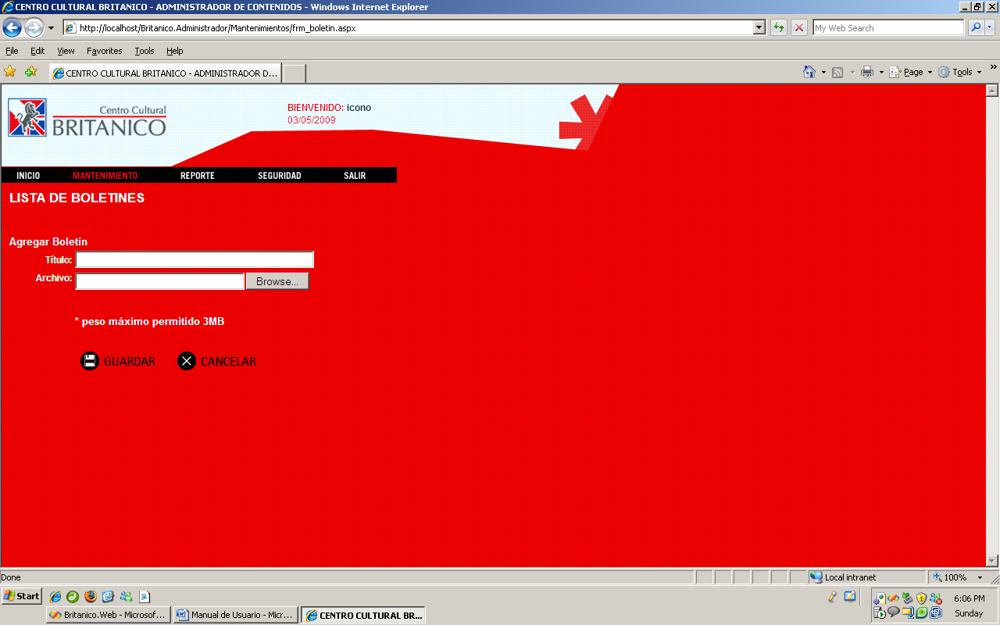 CENTRO CULTURAL BRITANICO - ADMINISTRADOR DE CONTENIDOS - Windows Internet Explorer
http://localhost/Britanico.Administrador/Mantenimientos/frm_boletin.aspx
My Web Search
File Edit View Favorites Tools Help
CENTRO CULTURAL BRITANICO - ADMINISTRADOR D...
Page Tools
Centro Cultural
BRITANICO
BIENVENIDO: icono
03/05/2009
INICIO MANTENIMIENTO REPORTE SEGURIDAD SALIR
LISTA DE BOLETINES
Agregar Boletín
Título:
Archivo: Browse...
* peso máximo permitido 3MB
GUARDAR CANCELAR
Done Local intranet 100%
Start 6:06 PM
Britanico.Web - Microsof... Manual de Usuario - Micr... CENTRO CULTURAL BR... Sunday